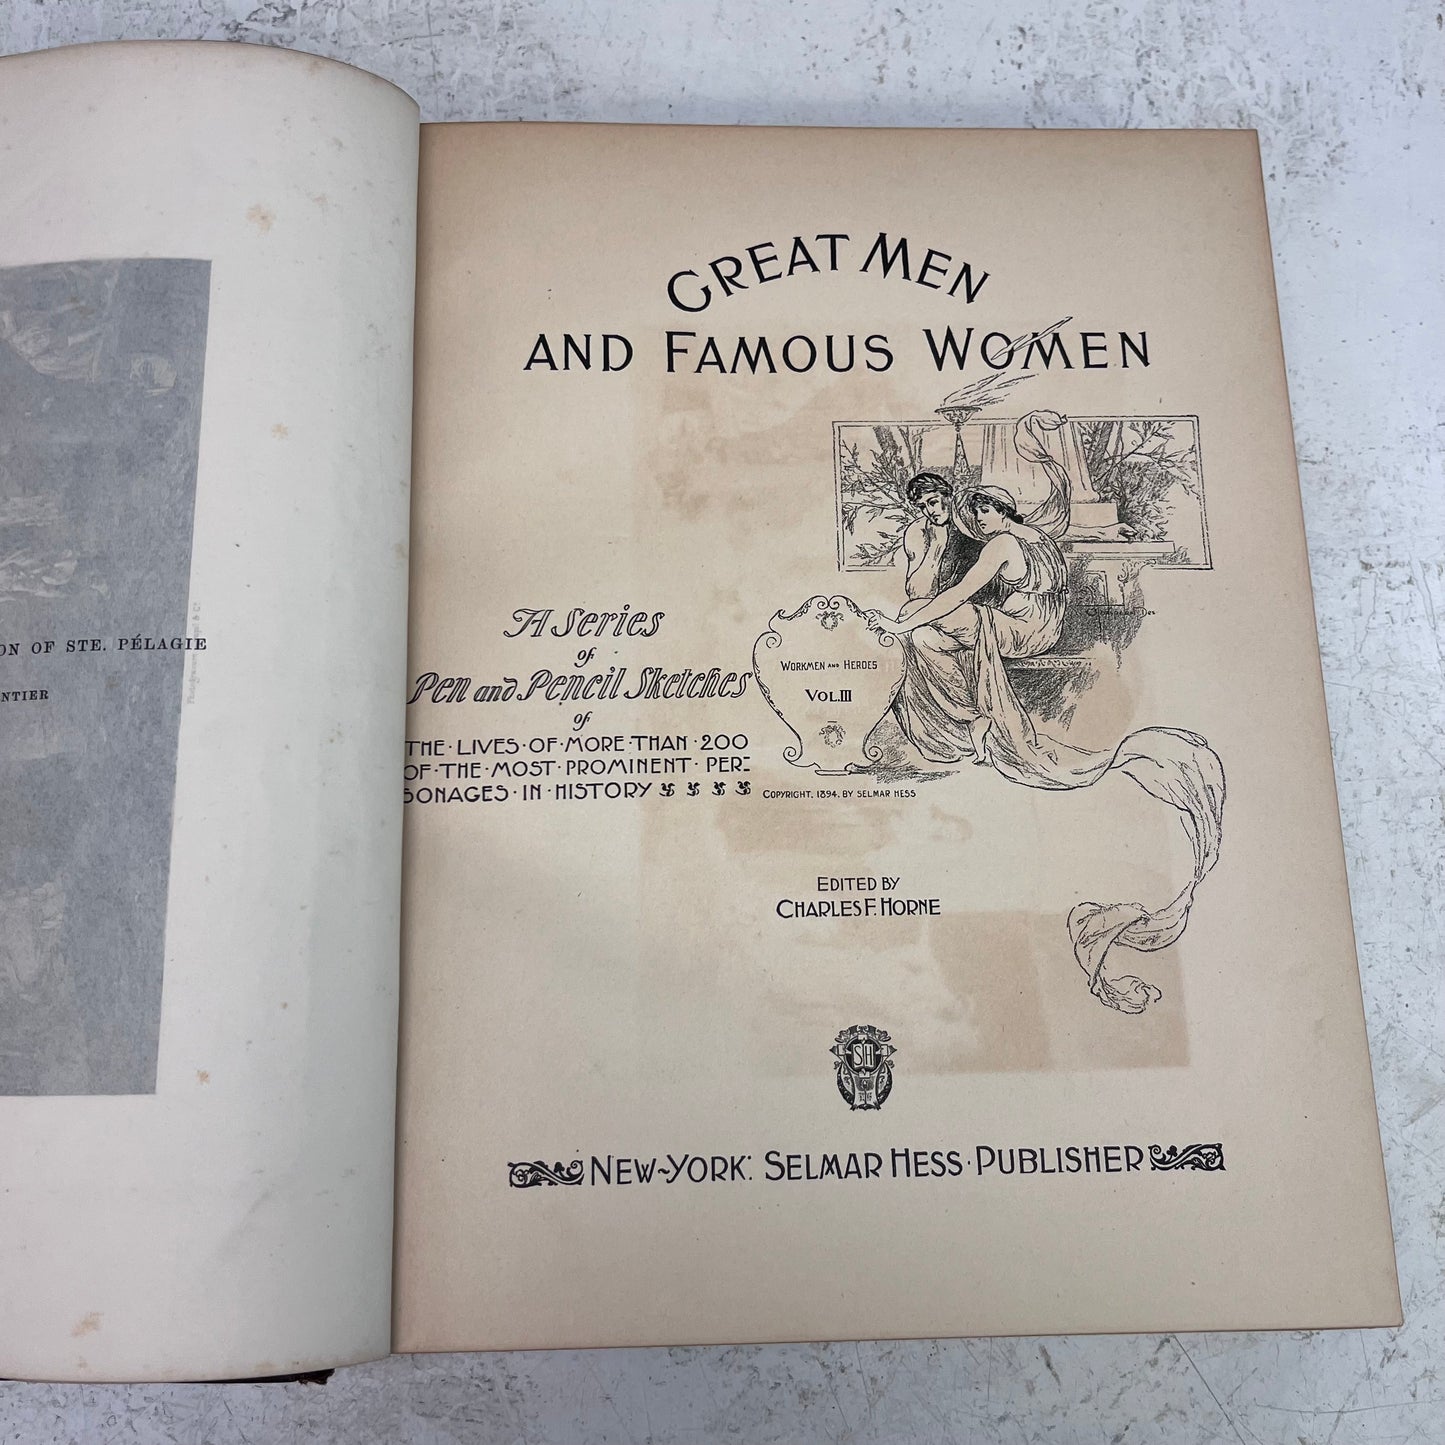 ON OF STE. PÉLAGIE
NTIER
GREAT MEN
AND FAMOUS WOMEN
A Series
of
Pen and Pencil Sketches
of
THE·LIVES·OF·MORE·THAN·200
OF·THE·MOST·PROMINENT·PER-
SONAGES·IN·HISTORY
WORKMEN AND HEROES
VOL. III
COPYRIGHT, 1894, BY SELMAR HESS
EDITED BY
CHARLES F. HORNE
SH
NEW~YORK: SELMAR HESS·PUBLISHER